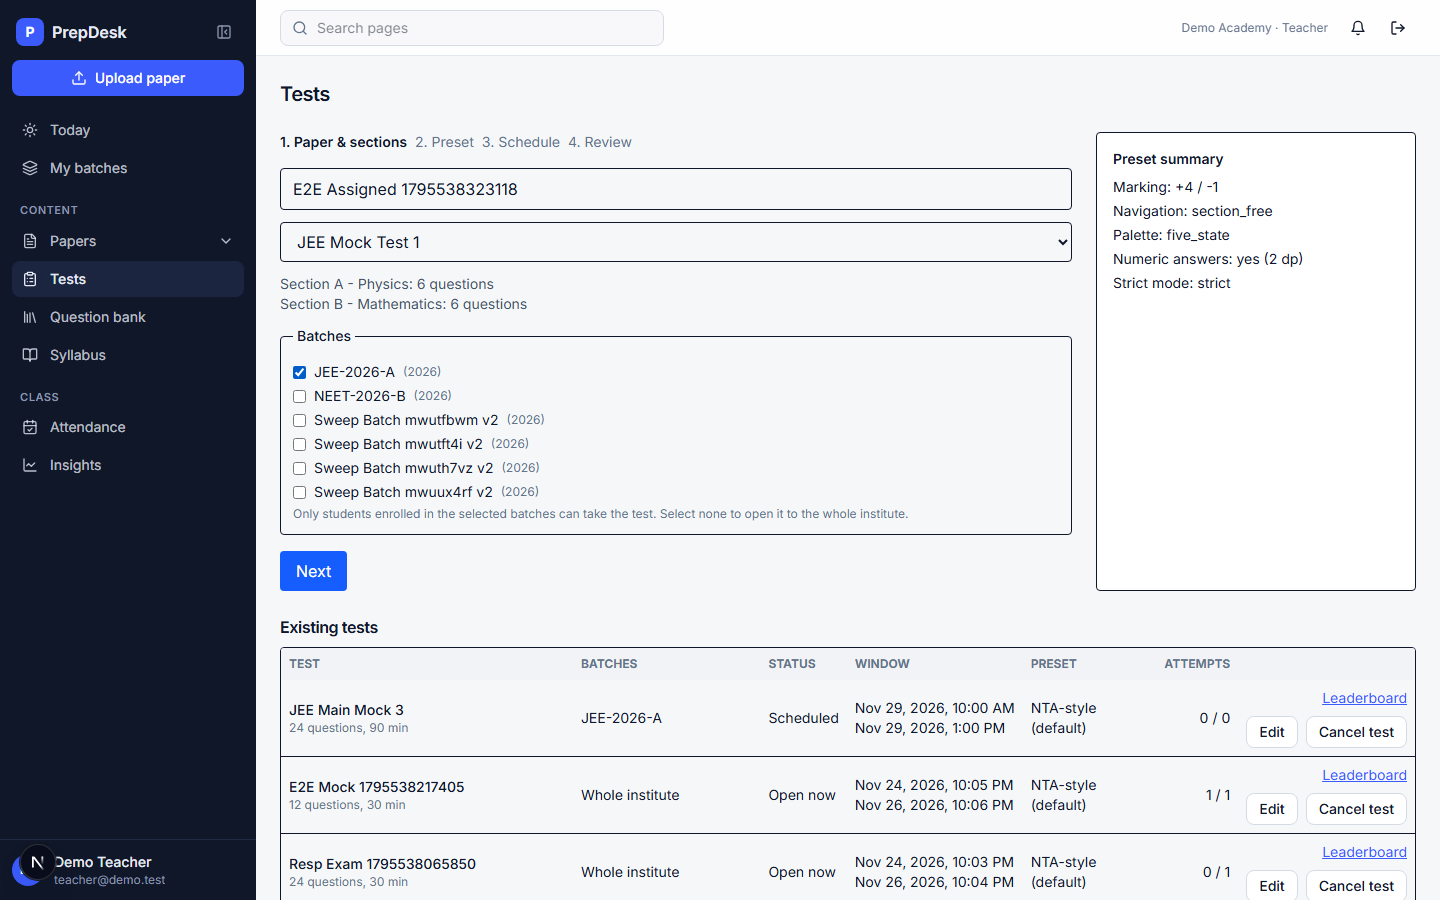 P PrepDesk
Upload paper
Today
My batches
CONTENT
Papers
Tests
Question bank
Syllabus
CLASS
Attendance
Insights
N
Demo Teacher
teacher@demo.test
Search pages
Demo Academy · Teacher
Tests
1. Paper & sections 2. Preset 3. Schedule 4. Review
E2E Assigned 1795538323118
JEE Mock Test 1
Section A - Physics: 6 questions
Section B - Mathematics: 6 questions
Batches
JEE-2026-A (2026)
NEET-2026-B (2026)
Sweep Batch mwutfbwm v2 (2026)
Sweep Batch mwutft4i v2 (2026)
Sweep Batch mwuth7vz v2 (2026)
Sweep Batch mwuux4rf v2 (2026)
Only students enrolled in the selected batches can take the test. Select none to open it to the whole institute.
Next
Preset summary
Marking: +4 / -1
Navigation: section_free
Palette: five_state
Numeric answers: yes (2 dp)
Strict mode: strict
Existing tests
TEST BATCHES STATUS WINDOW PRESET ATTEMPTS
JEE Main Mock 3
24 questions, 90 min
JEE-2026-A
Scheduled
Nov 29, 2026, 10:00 AM
Nov 29, 2026, 1:00 PM
NTA-style
(default)
0 / 0
Leaderboard
Edit Cancel test
E2E Mock 1795538217405
12 questions, 30 min
Whole institute
Open now
Nov 24, 2026, 10:05 PM
Nov 26, 2026, 10:06 PM
NTA-style
(default)
1 / 1
Leaderboard
Edit Cancel test
Resp Exam 1795538065850
24 questions, 30 min
Whole institute
Open now
Nov 24, 2026, 10:03 PM
Nov 26, 2026, 10:04 PM
NTA-style
(default)
0 / 1
Leaderboard
Edit Cancel test